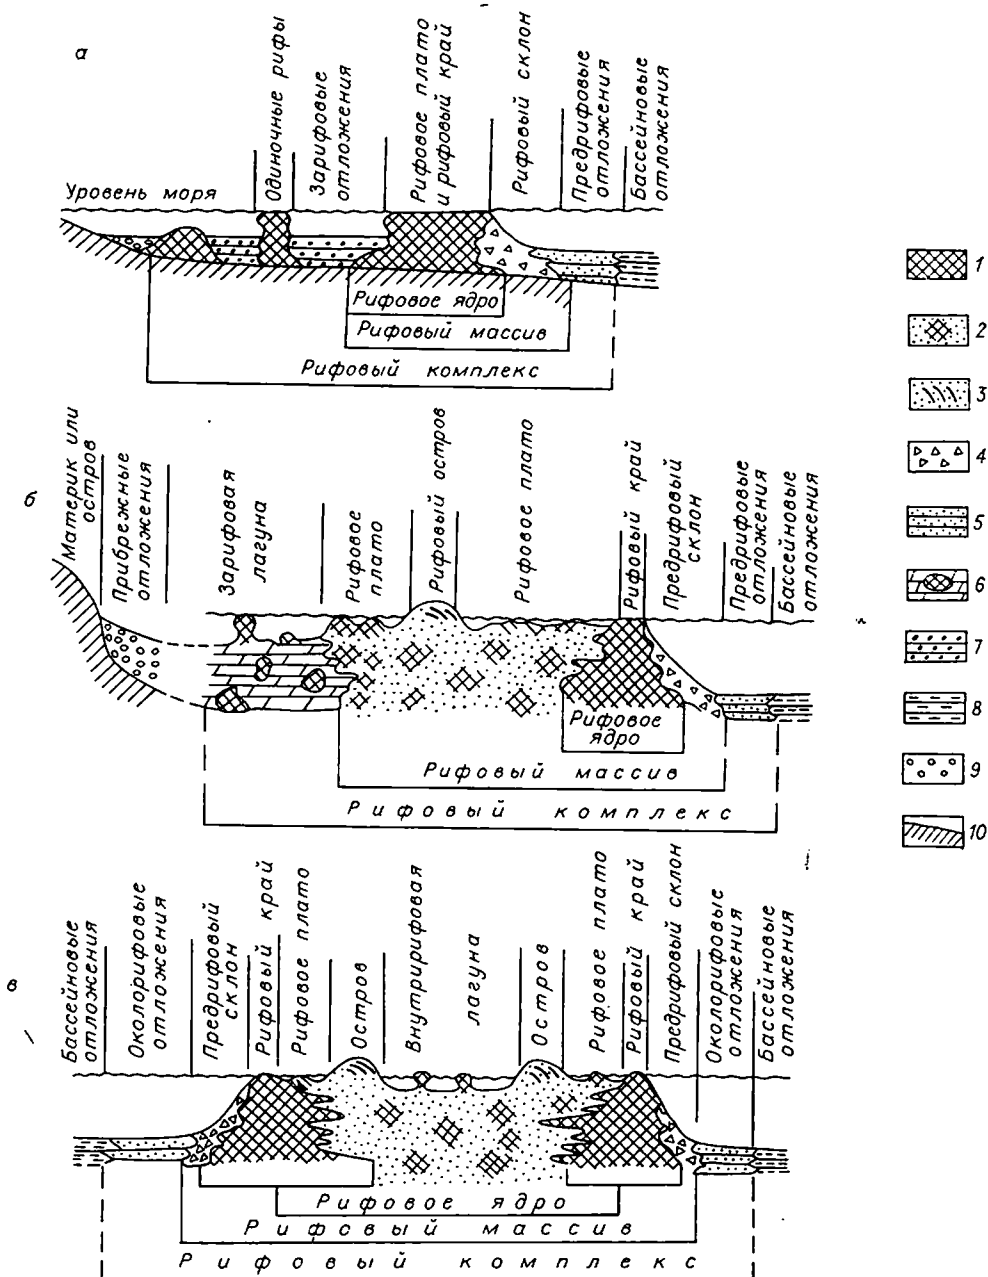 а
Одиночные рифы
Зарифовые
отложения
Рифовое плато
и рифовый край
Рифовый склон
Предрифовые
отложения
Бассейновые
отложения
Уровень моря
Рифовое ядро
Рифовый массив
Рифовый комплекс
1
2
3
4
5
6
7
8
9
10
б
Материк или
остров
Прибрежные
отложения
Зарифовая
лагуна
Рифовое
плато
Рифовый остров
Рифовое плато
Рифовый край
Предрифовый
склон
Предрифовые
отложения
Бассейновые
отложения
Рифовое
ядро
Рифовый массив
Рифовый комплекс
в
Бассейновые
отложения
Околорифовые
отложения
Предрифовый
склон
Рифовый край
Рифовое плато
Остров
Внутририфовая
лагуна
Остров
Рифовое плато
Рифовый край
Предрифовый склон
Околорифовые
отложения
Бассейновые
отложения
Рифовое ядро
Рифовый массив
Рифовый комплекс